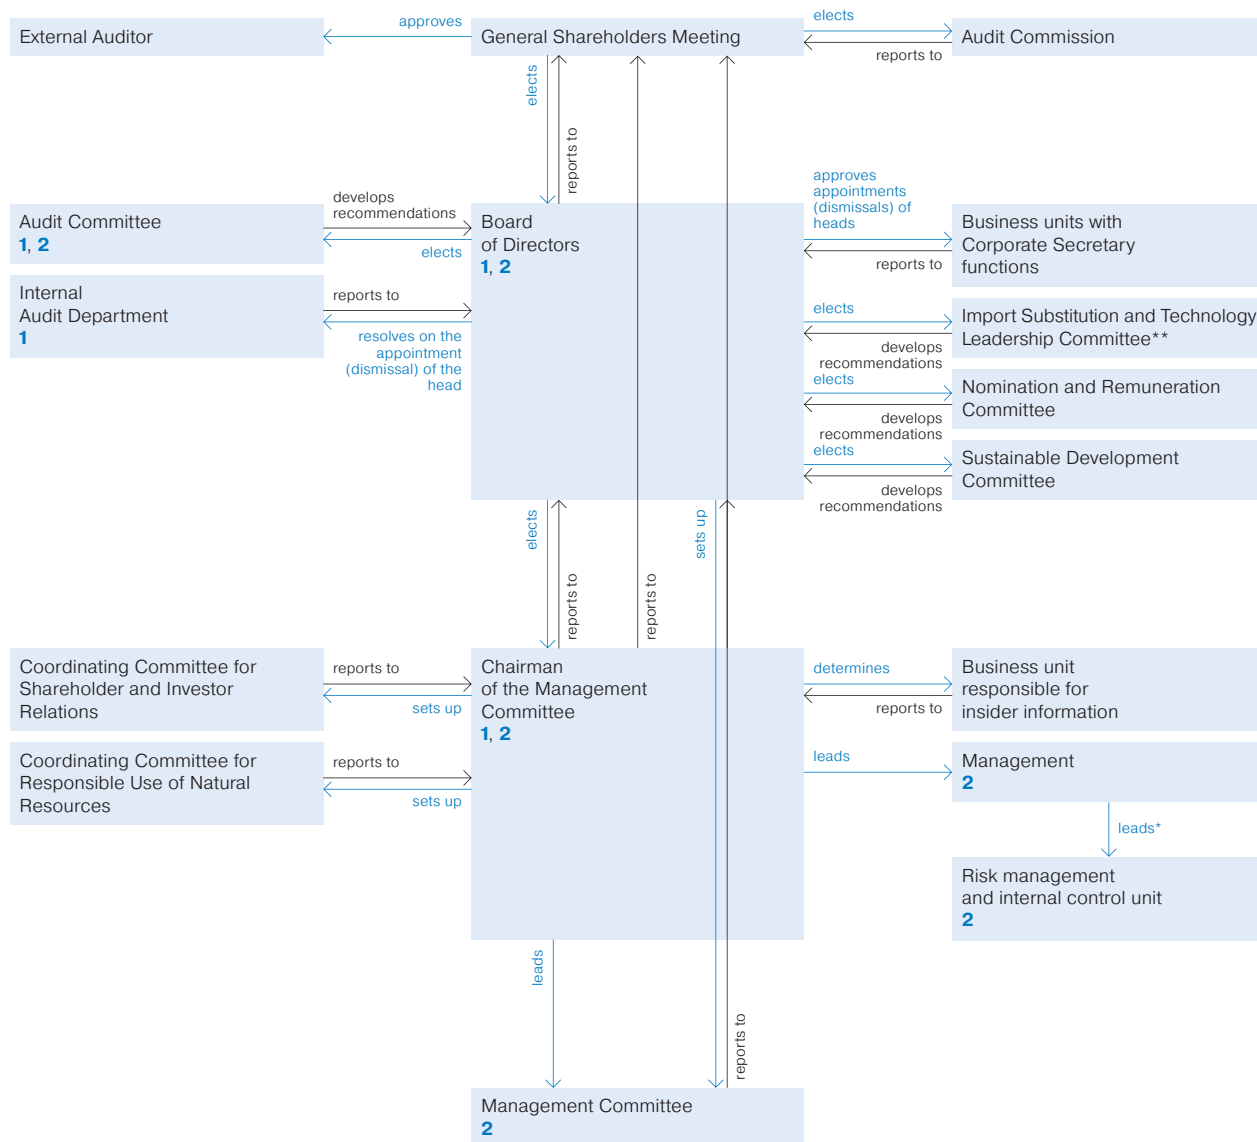 External Auditor
approves
General Shareholders Meeting
elects
reports to
Audit Commission
elects
reports to
Audit Committee
1, 2
develops
recommendations
elects
Board
of Directors
1, 2
approves
appointments
(dismissals) of
heads
reports to
Business units with
Corporate Secretary
functions
Internal
Audit Department
1
reports to
resolves on the
appointment
(dismissal) of the
head
elects
develops
recommendations
Import Substitution and Technology
Leadership Committee**
elects
develops
recommendations
Nomination and Remuneration
Committee
elects
develops
recommendations
Sustainable Development
Committee
elects
reports to
reports to
sets up
Coordinating Committee for
Shareholder and Investor
Relations
reports to
sets up
Chairman
of the Management
Committee
1, 2
determines
reports to
Business unit
responsible for
insider information
Coordinating Committee for
Responsible Use of Natural
Resources
reports to
sets up
leads
Management
2
leads*
Risk management
and internal control unit
2
leads
reports to
Management Committee
2